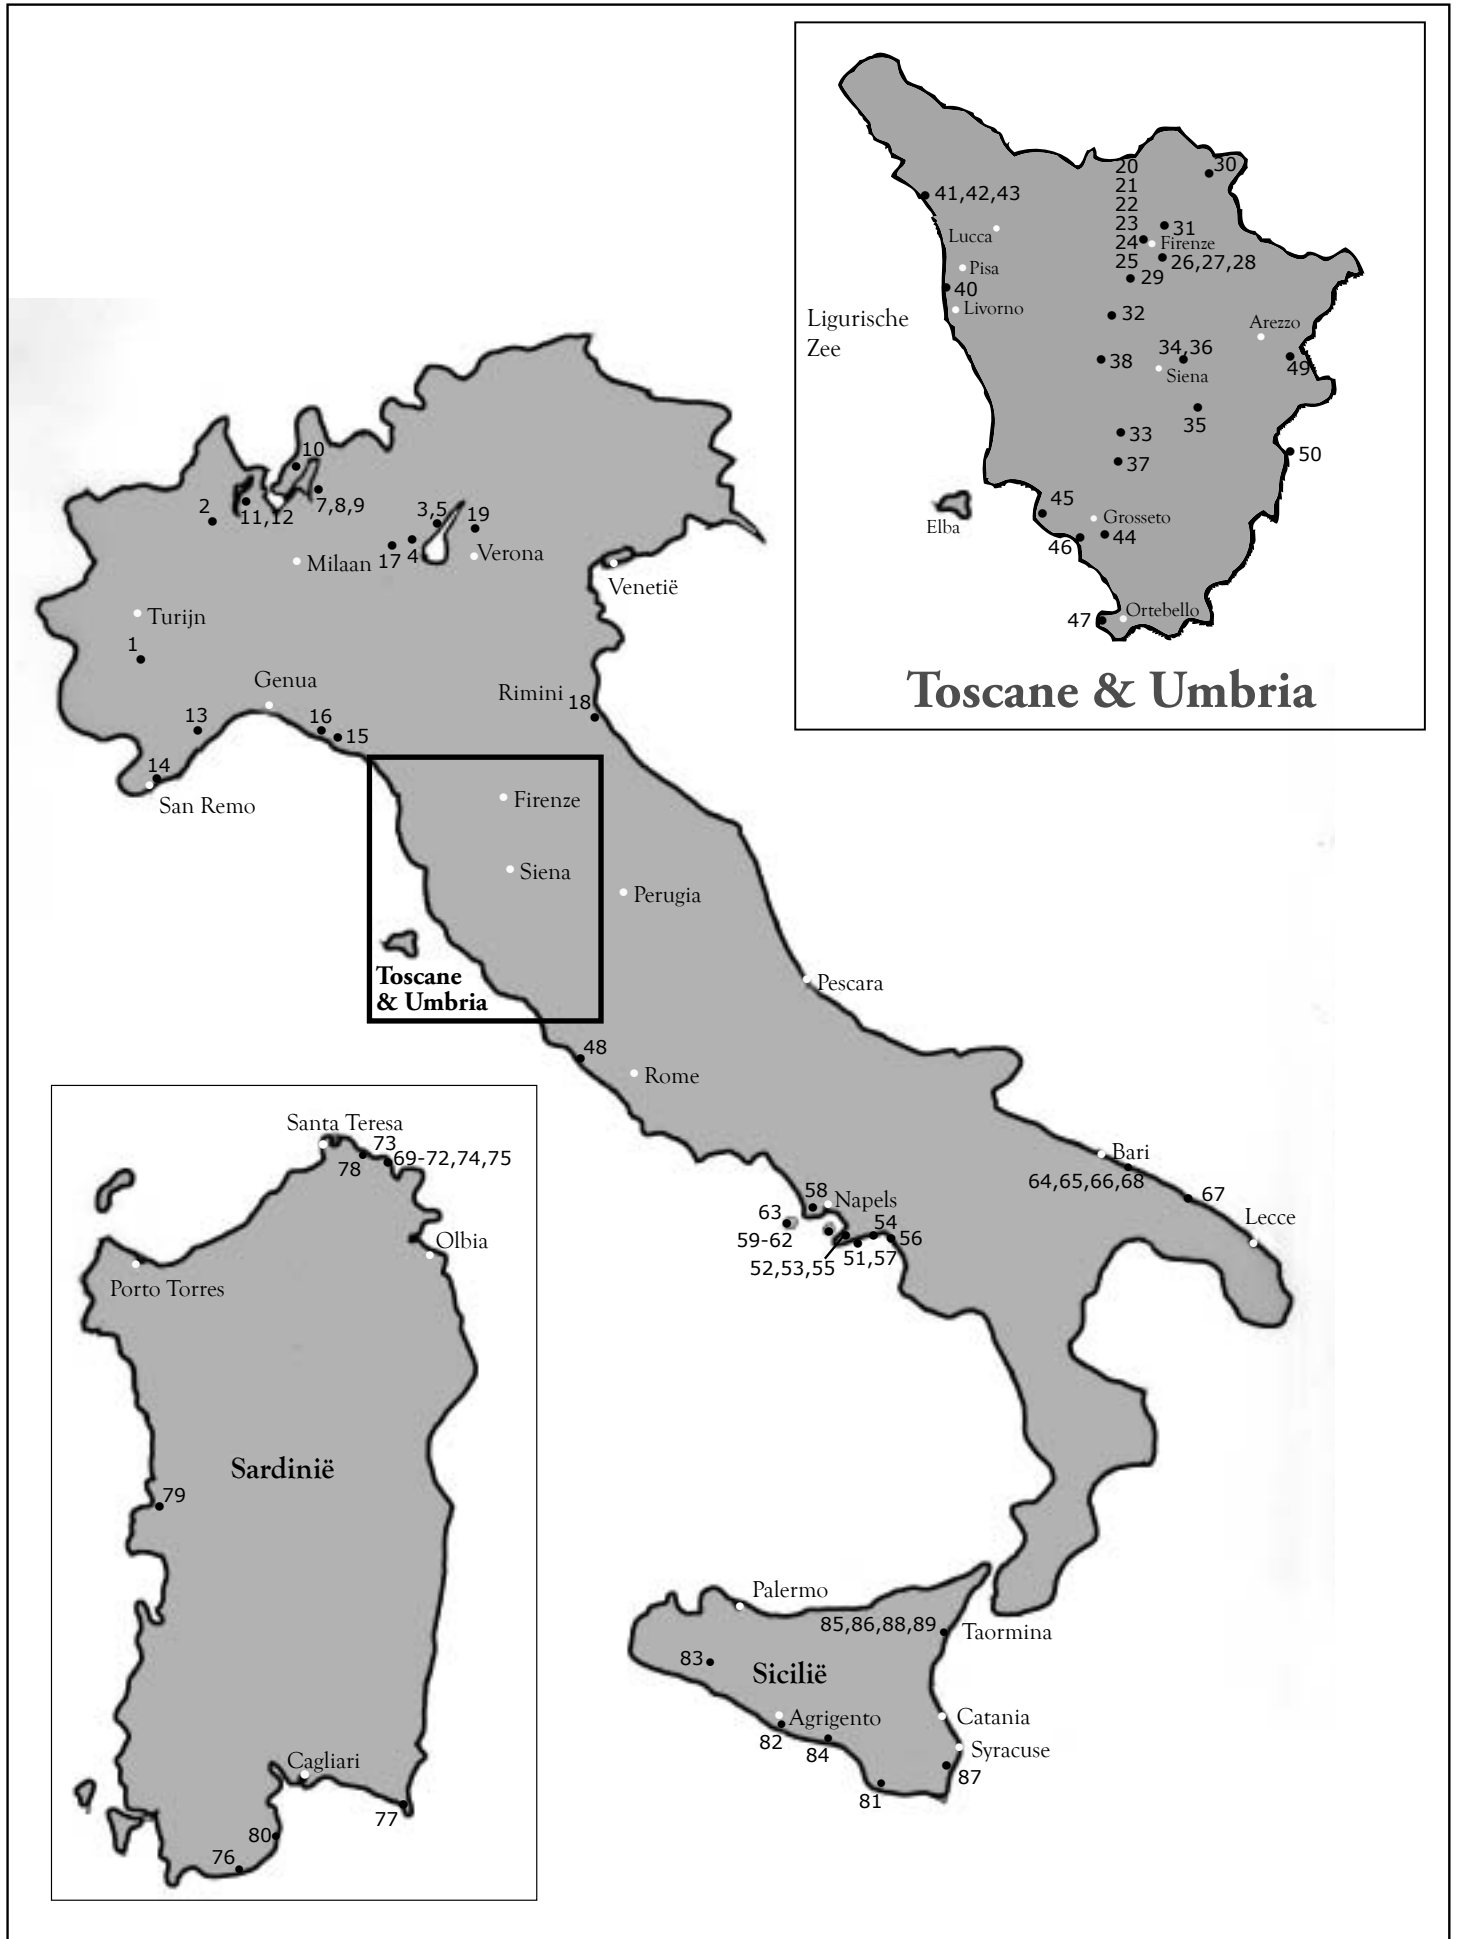 20
30
21
41,42,43
22
23
31
Lucca
24
Firenze
25
26,27,28
Pisa
29
40
Livorno
32
Ligurische
Zee
Arezzo
34,36
38
49
Siena
35
33
50
37
45
Elba
Grosseto
44
46
47
Ortebello
Toscane & Umbria
10
2
11,12
7,8,9
3,5
19
Milaan
17
4
Verona
Venetië
Turijn
1
Genua
Rimini
18
13
16
15
14
San Remo
Firenze
Siena
Perugia
Toscane
& Umbria
Pescara
48
Rome
Bari
64,65,66,68
67
Lecce
58
Napels
63
59-62
54
56
51,57
52,53,55
Santa Teresa
73
78
69-72,74,75
Olbia
Porto Torres
Sardinië
79
Cagliari
77
80
76
Palermo
85,86,88,89
Taormina
83
Sicilië
Agrigento
Catania
82
84
Syracuse
87
81